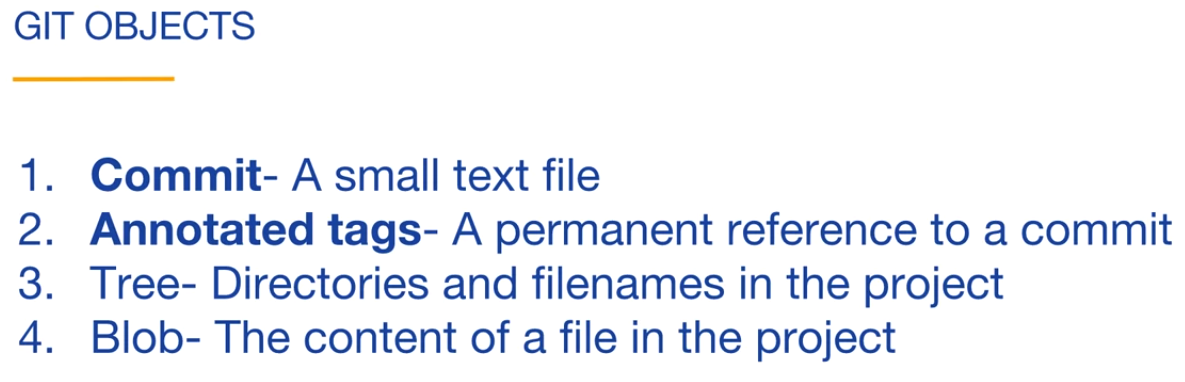 GIT OBJECTS
1. Commit- A small text file
2. Annotated tags- A permanent reference to a commit
3. Tree- Directories and filenames in the project
4. Blob- The content of a file in the project